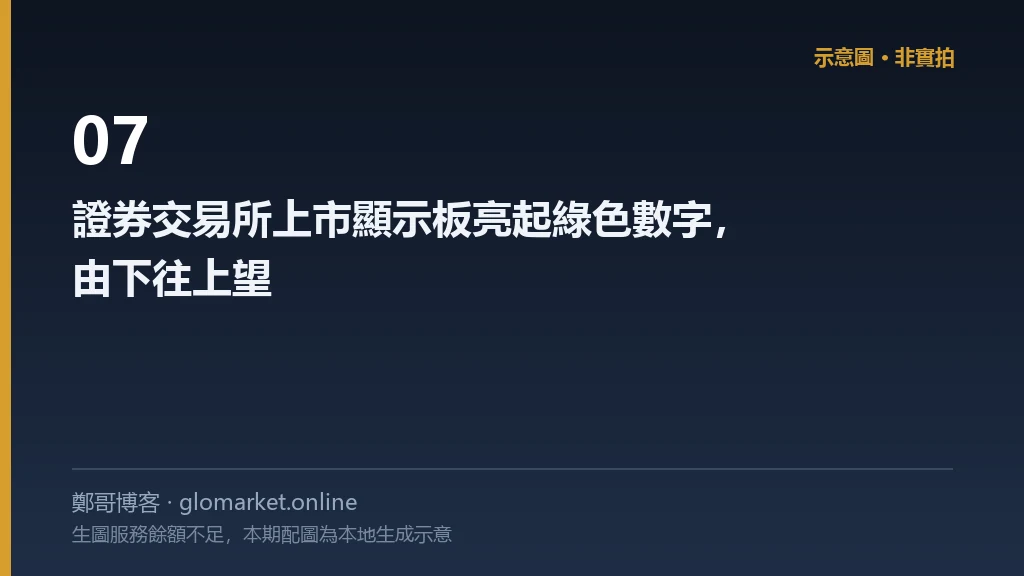 示意圖・非實拍
07
證券交易所上市顯示板亮起綠色數字,
由下往上望
鄭哥博客 · glomarket.online
生圖服務餘額不足，本期配圖為本地生成示意